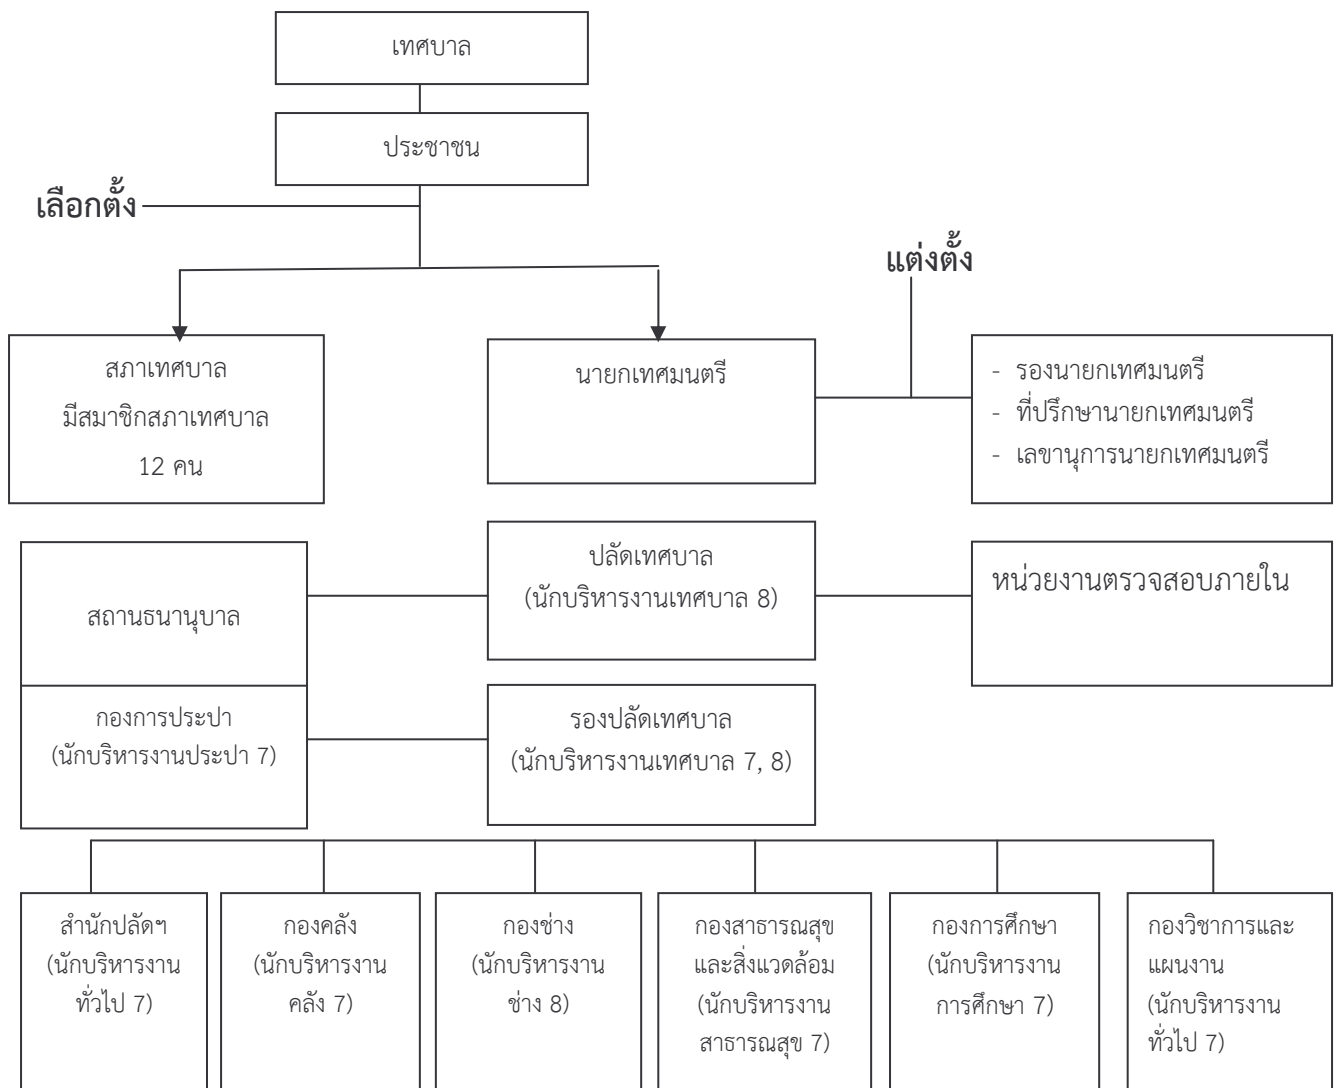 เทศบาล
ประชาชน
เลือกตั้ง
แต่งตั้ง
สภาเทศบาล
มีสมาชิกสภาเทศบาล
12 คน
นายกเทศมนตรี
- รองนายกเทศมนตรี
- ที่ปรึกษานายกเทศมนตรี
- เลขานุการนายกเทศมนตรี
สถานธนานุบาล
ปลัดเทศบาล
(นักบริหารงานเทศบาล 8)
หน่วยงานตรวจสอบภายใน
กองการประปา
(นักบริหารงานประปา 7)
รองปลัดเทศบาล
(นักบริหารงานเทศบาล 7, 8)
สำนักปลัดฯ
(นักบริหารงาน
ทั่วไป 7)
กองคลัง
(นักบริหารงาน
คลัง 7)
กองช่าง
(นักบริหารงาน
ช่าง 8)
กองสาธารณสุข
และสิ่งแวดล้อม
(นักบริหารงาน
สาธารณสุข 7)
กองการศึกษา
(นักบริหารงาน
การศึกษา 7)
กองวิชาการและ
แผนงาน
(นักบริหารงาน
ทั่วไป 7)